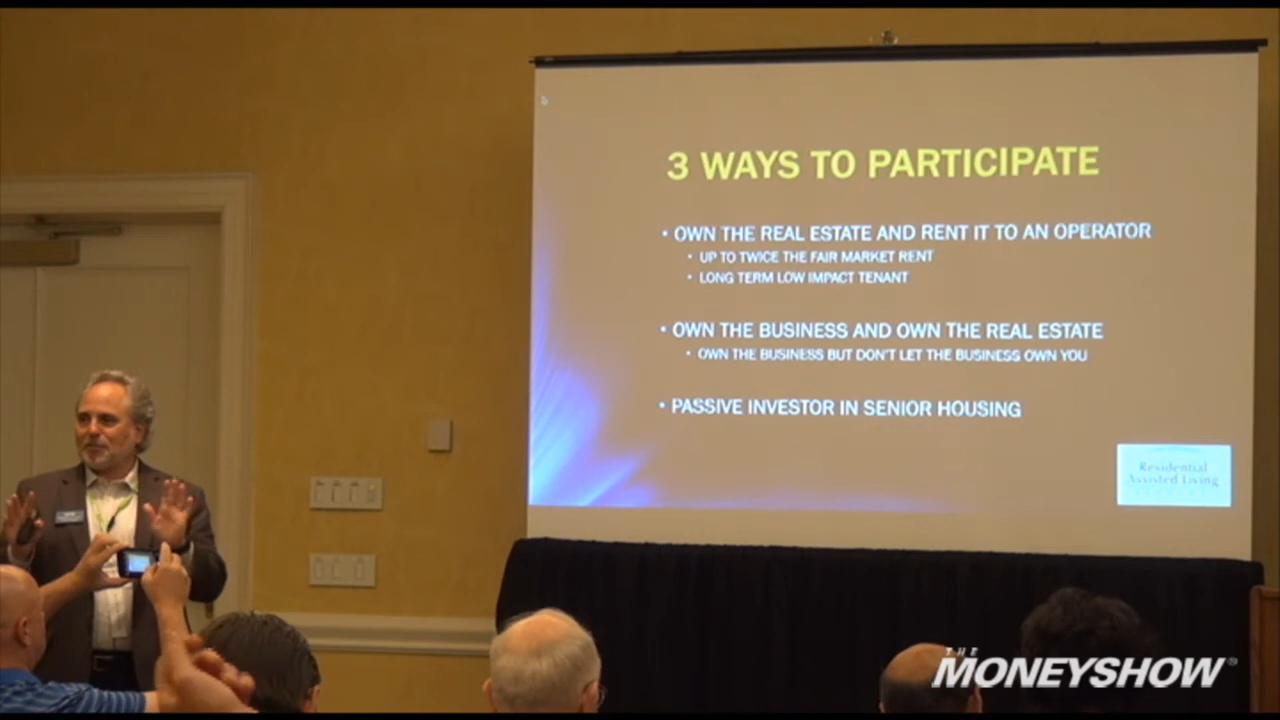 3 WAYS TO PARTICIPATE
• OWN THE REAL ESTATE AND RENT IT TO AN OPERATOR
• UP TO TWICE THE FAIR MARKET RENT
• LONG TERM LOW IMPACT TENANT
• OWN THE BUSINESS AND OWN THE REAL ESTATE
• OWN THE BUSINESS BUT DON'T LET THE BUSINESS OWN YOU
• PASSIVE INVESTOR IN SENIOR HOUSING
Residential
Assisted Living
THE
MONEYSHOW®